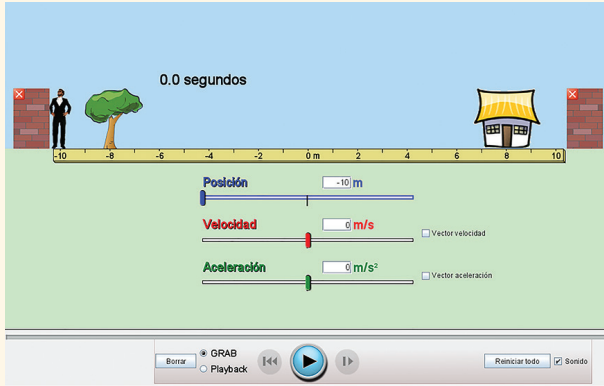 0.0 segundos
-10 -8 -6 -4 -2 0 m 2 4 6 8 10
Posición -10 m
Velocidad 0 m/s
Vector velocidad
Aceleración 0 m/s²
Vector aceleración
Borrar
GRAB
Playback
Reiniciar todo
Sonido